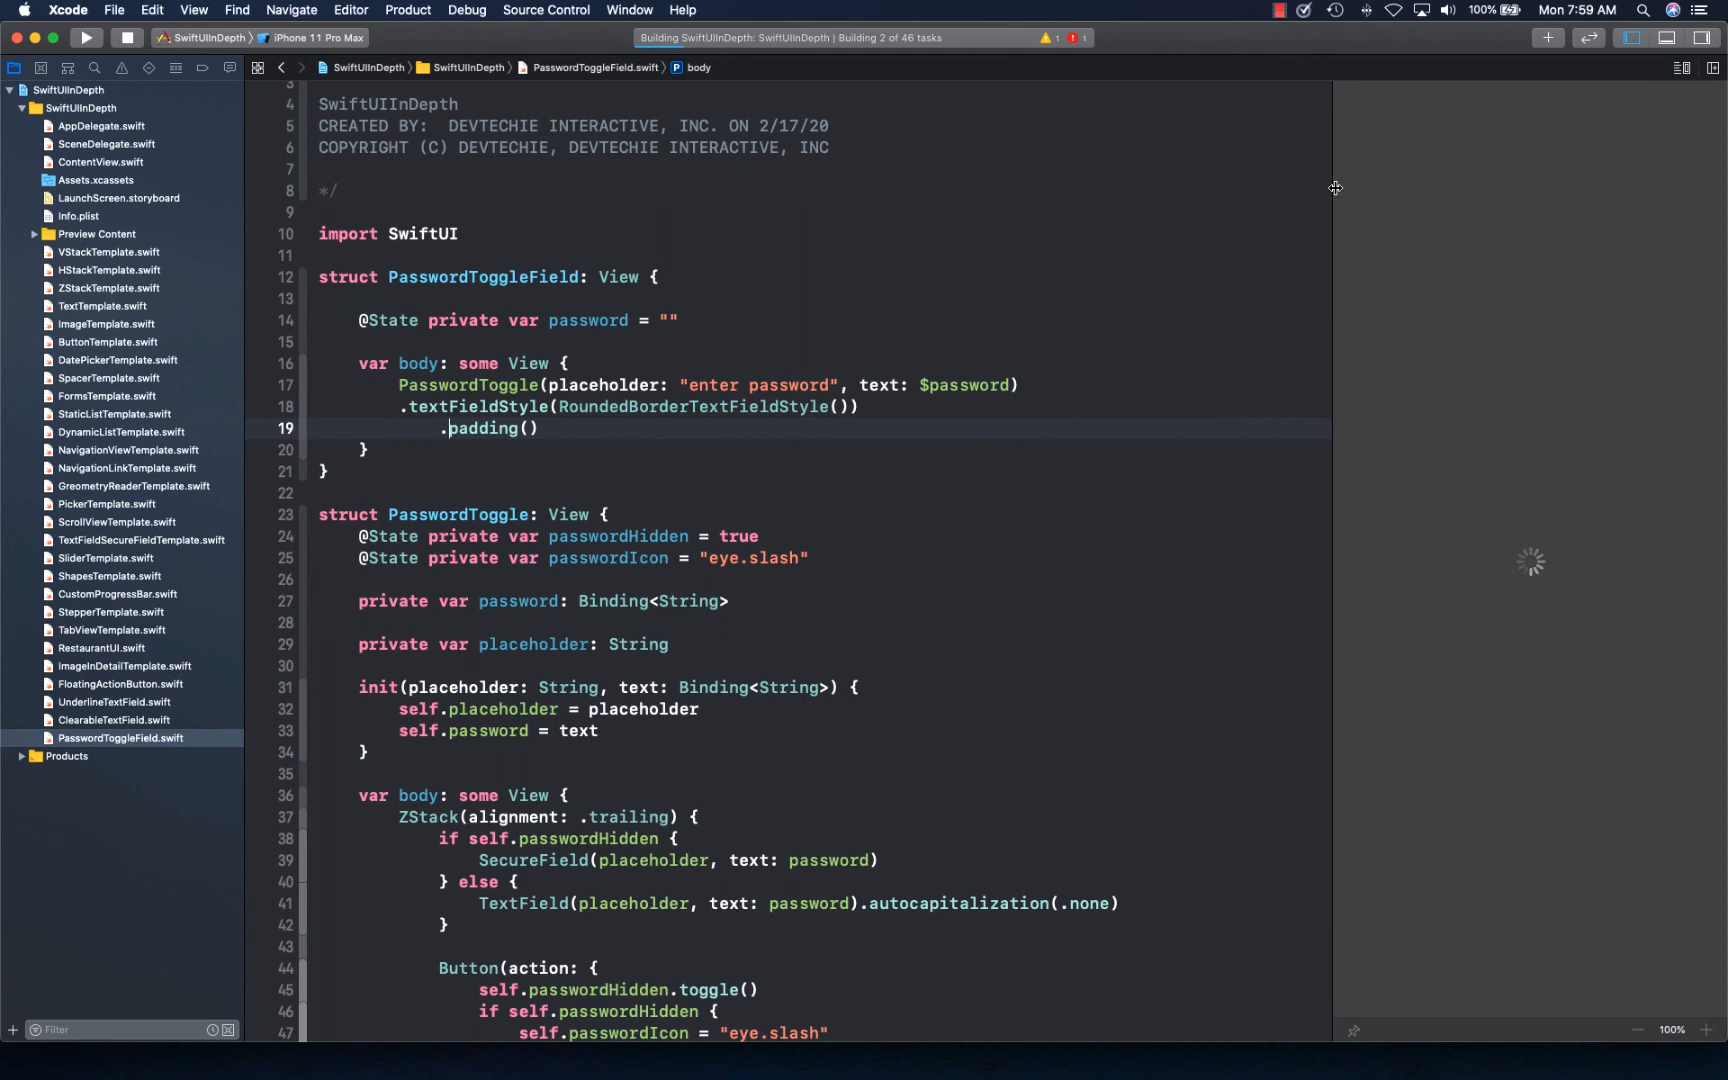 Xcode File Edit View Find Navigate Editor Product Debug Source Control Window Help 100% Mon 7:59 AM
SwiftUIInDepth iPhone 11 Pro Max Building SwiftUIInDepth: SwiftUIInDepth | Building 2 of 46 tasks 1 1
SwiftUIInDepth SwiftUIInDepth PasswordToggleField.swift P body
SwiftUIInDepth
SwiftUIInDepth
AppDelegate.swift
SceneDelegate.swift
ContentView.swift
Assets.xcassets
LaunchScreen.storyboard
Info.plist
Preview Content
VStackTemplate.swift
HStackTemplate.swift
ZStackTemplate.swift
TextTemplate.swift
ImageTemplate.swift
ButtonTemplate.swift
DatePickerTemplate.swift
SpacerTemplate.swift
FormsTemplate.swift
StaticListTemplate.swift
DynamicListTemplate.swift
NavigationViewTemplate.swift
NavigationLinkTemplate.swift
GreometryReaderTemplate.swift
PickerTemplate.swift
ScrollViewTemplate.swift
TextFieldSecureFieldTemplate.swift
SliderTemplate.swift
ShapesTemplate.swift
CustomProgressBar.swift
StepperTemplate.swift
TabViewTemplate.swift
RestaurantUI.swift
ImageInDetailTemplate.swift
FloatingActionButton.swift
UnderlineTextField.swift
ClearableTextField.swift
PasswordToggleField.swift
Products
Filter
3
4 SwiftUIInDepth
5 CREATED BY:  DEVTECHIE INTERACTIVE, INC. ON 2/17/20
6 COPYRIGHT (C) DEVTECHIE, DEVTECHIE INTERACTIVE, INC
7
8 */
9
10 import SwiftUI
11
12 struct PasswordToggleField: View {
13
14     @State private var password = ""
15
16     var body: some View {
17         PasswordToggle(placeholder: "enter password", text: $password)
18         .textFieldStyle(RoundedBorderTextFieldStyle())
19             .padding()
20     }
21 }
22
23 struct PasswordToggle: View {
24     @State private var passwordHidden = true
25     @State private var passwordIcon = "eye.slash"
26
27     private var password: Binding<String>
28
29     private var placeholder: String
30
31     init(placeholder: String, text: Binding<String>) {
32         self.placeholder = placeholder
33         self.password = text
34     }
35
36     var body: some View {
37         ZStack(alignment: .trailing) {
38             if self.passwordHidden {
39                 SecureField(placeholder, text: password)
40             } else {
41                 TextField(placeholder, text: password).autocapitalization(.none)
42             }
43
44             Button(action: {
45                 self.passwordHidden.toggle()
46                 if self.passwordHidden {
47                     self.passwordIcon = "eye.slash"
100%